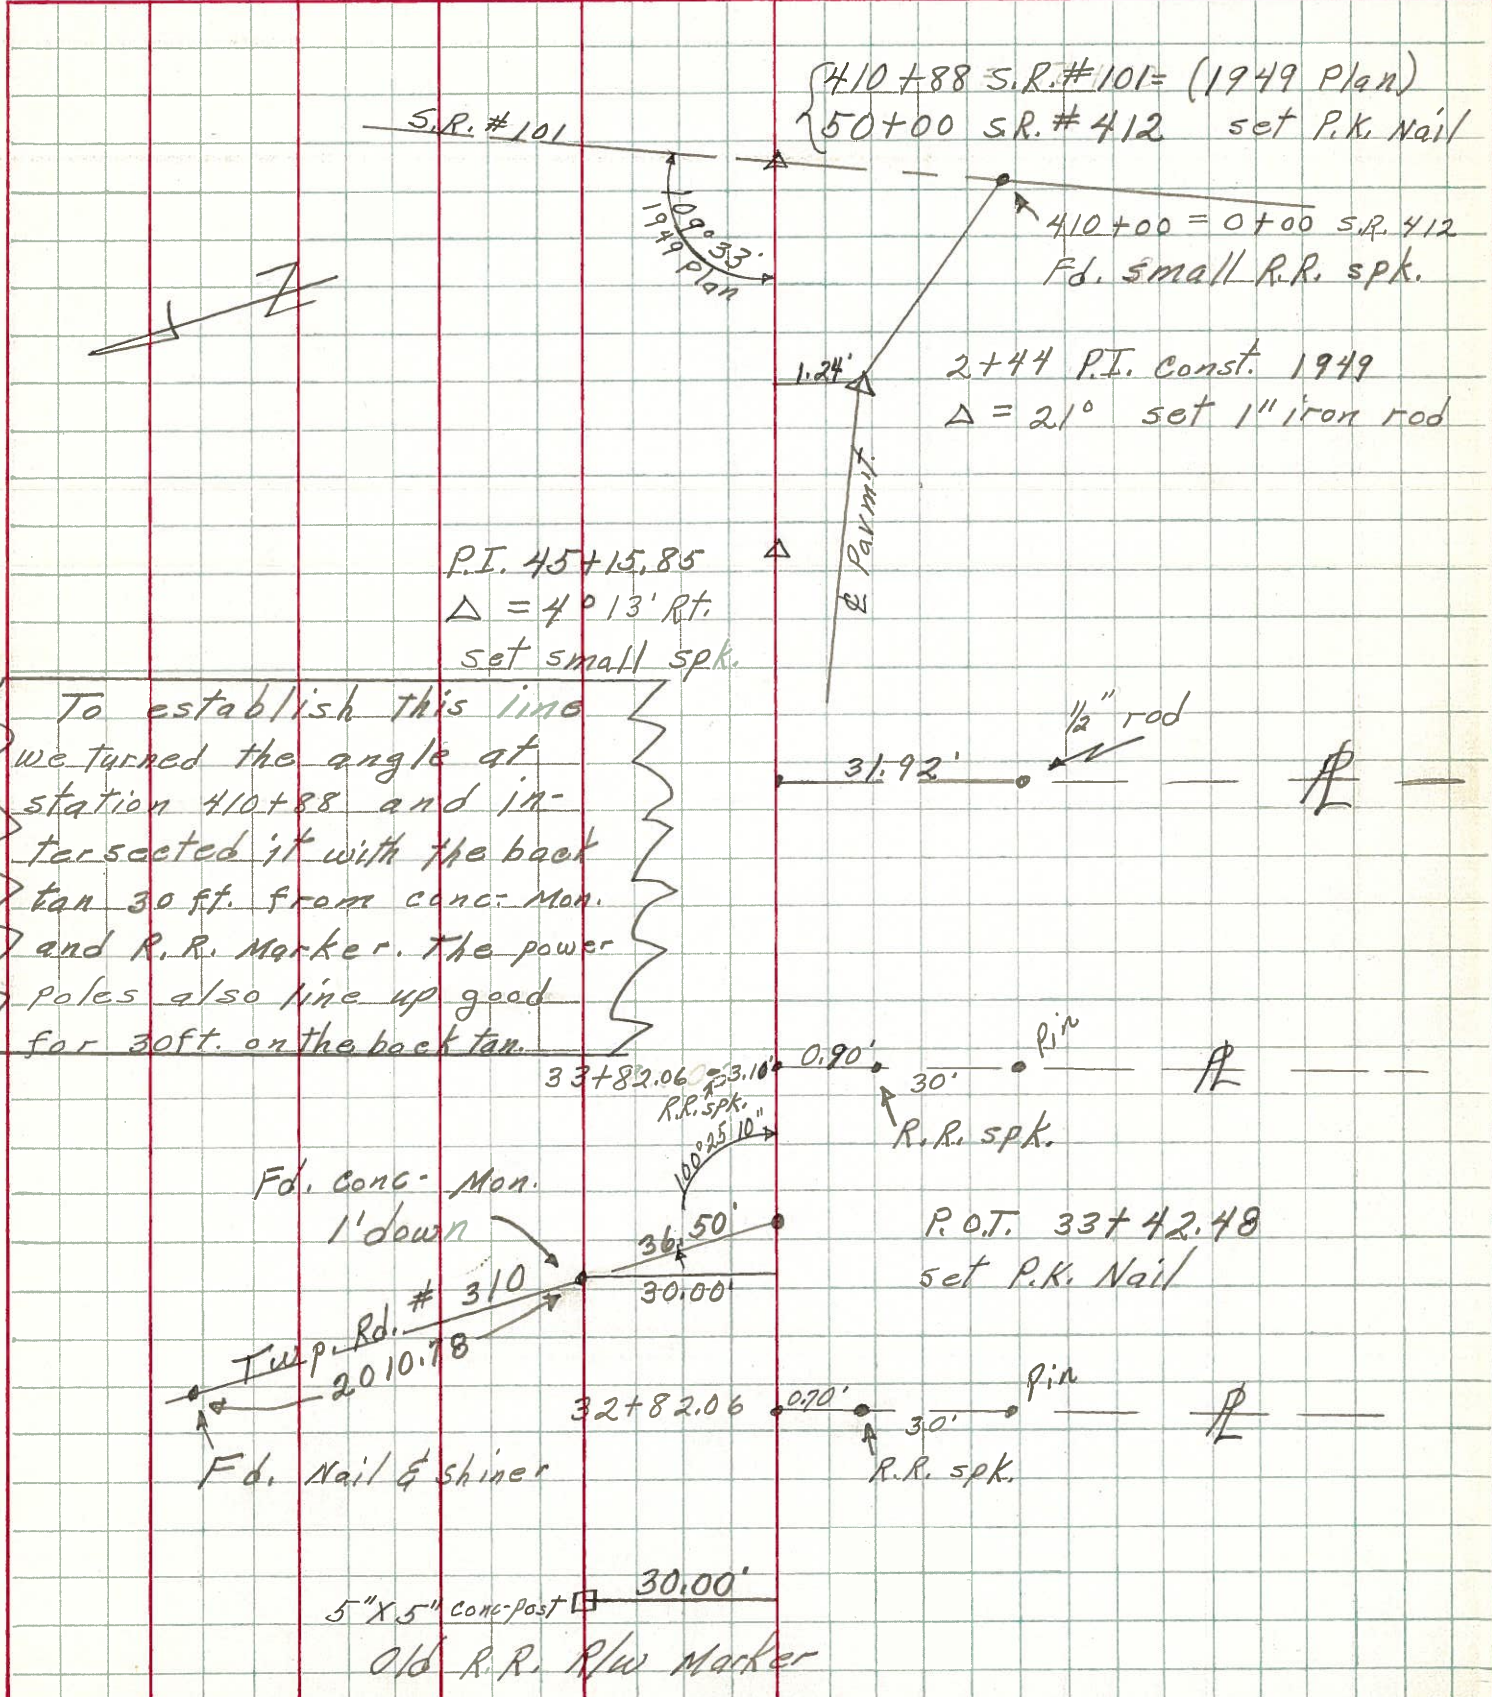 {410+88 S.R.#101= (1949 Plan)
50+00 S.R.#412 set P.K. Nail
S.R. #101
109°33'
1949 Plan
410+00 = 0+00 S.R. 412
Fd. small R.R. spk.
N
1.24'
2+44 P.I. Const. 1949
Δ = 21° set 1" iron rod
℄ Pavm't.
P.I. 45+15.85
Δ = 4°13' Rt.
set small spk.
To establish this line
we turned the angle at
station 410+88 and in-
tersected it with the back
tan 30 ft. from conc- Mon.
and R.R. Marker. The power
poles also line up good
for 30ft. on the back tan.
1/2" rod
31.92'
PL
33+82.06
3.10'
0.90'
30'
Pin
PL
R.R. spk.
R.R. spk.
100°25'10"
Fd. conc- Mon.
1' down
36.50'
30.00'
P.O.T. 33+42.48
set P.K. Nail
Twp. Rd. # 310
2010.78
Fd. Nail & shiner
32+82.06
0.70'
30'
Pin
PL
R.R. spk.
30.00'
5"X5" conc-post
Old R.R. R/W Marker